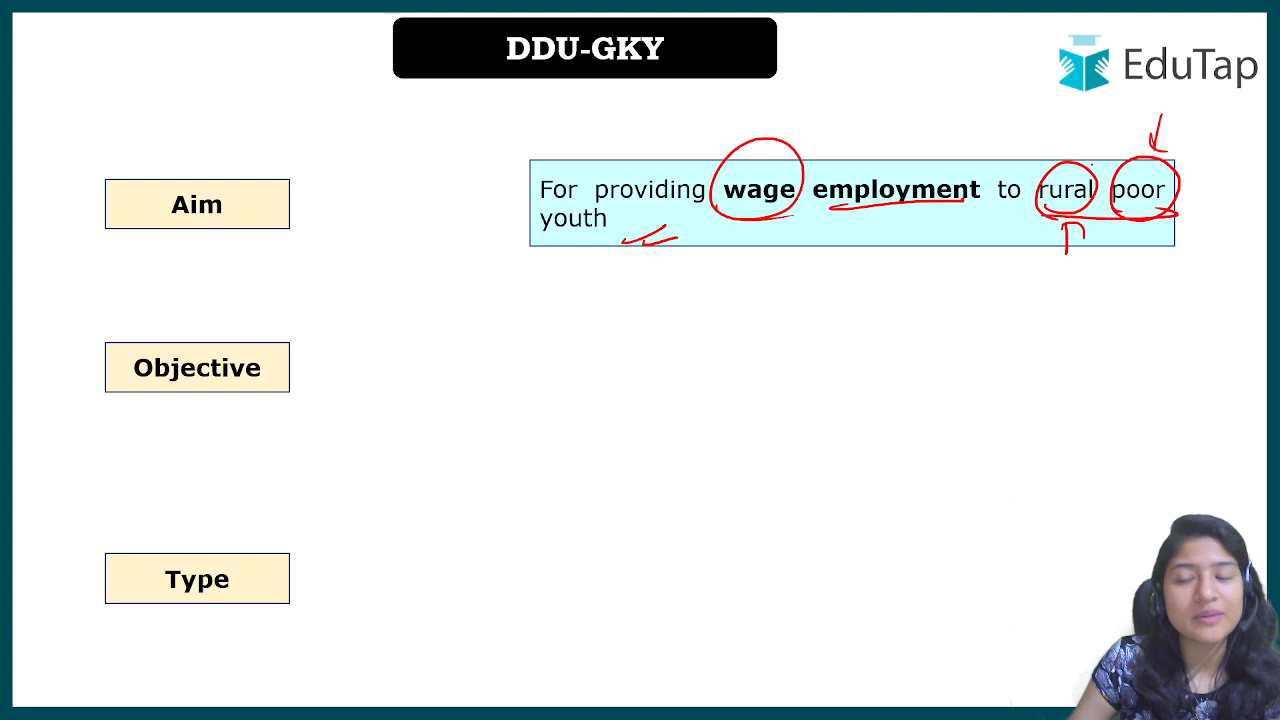 DDU-GKY
EduTap
Aim
For providing wage employment to rural poor
youth
Objective
Type